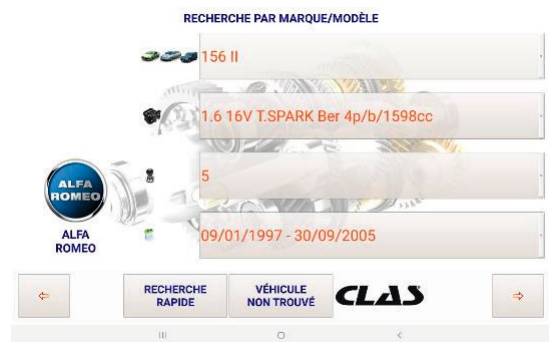 RECHERCHE PAR MARQUE/MODÈLE
156 II
1.6 16V T.SPARK Ber 4p/b/1598cc
5
09/01/1997 - 30/09/2005
ALFA
ROMEO
ALFA
ROMEO
RECHERCHE
RAPIDE
VÉHICULE
NON TROUVÉ
CLAS